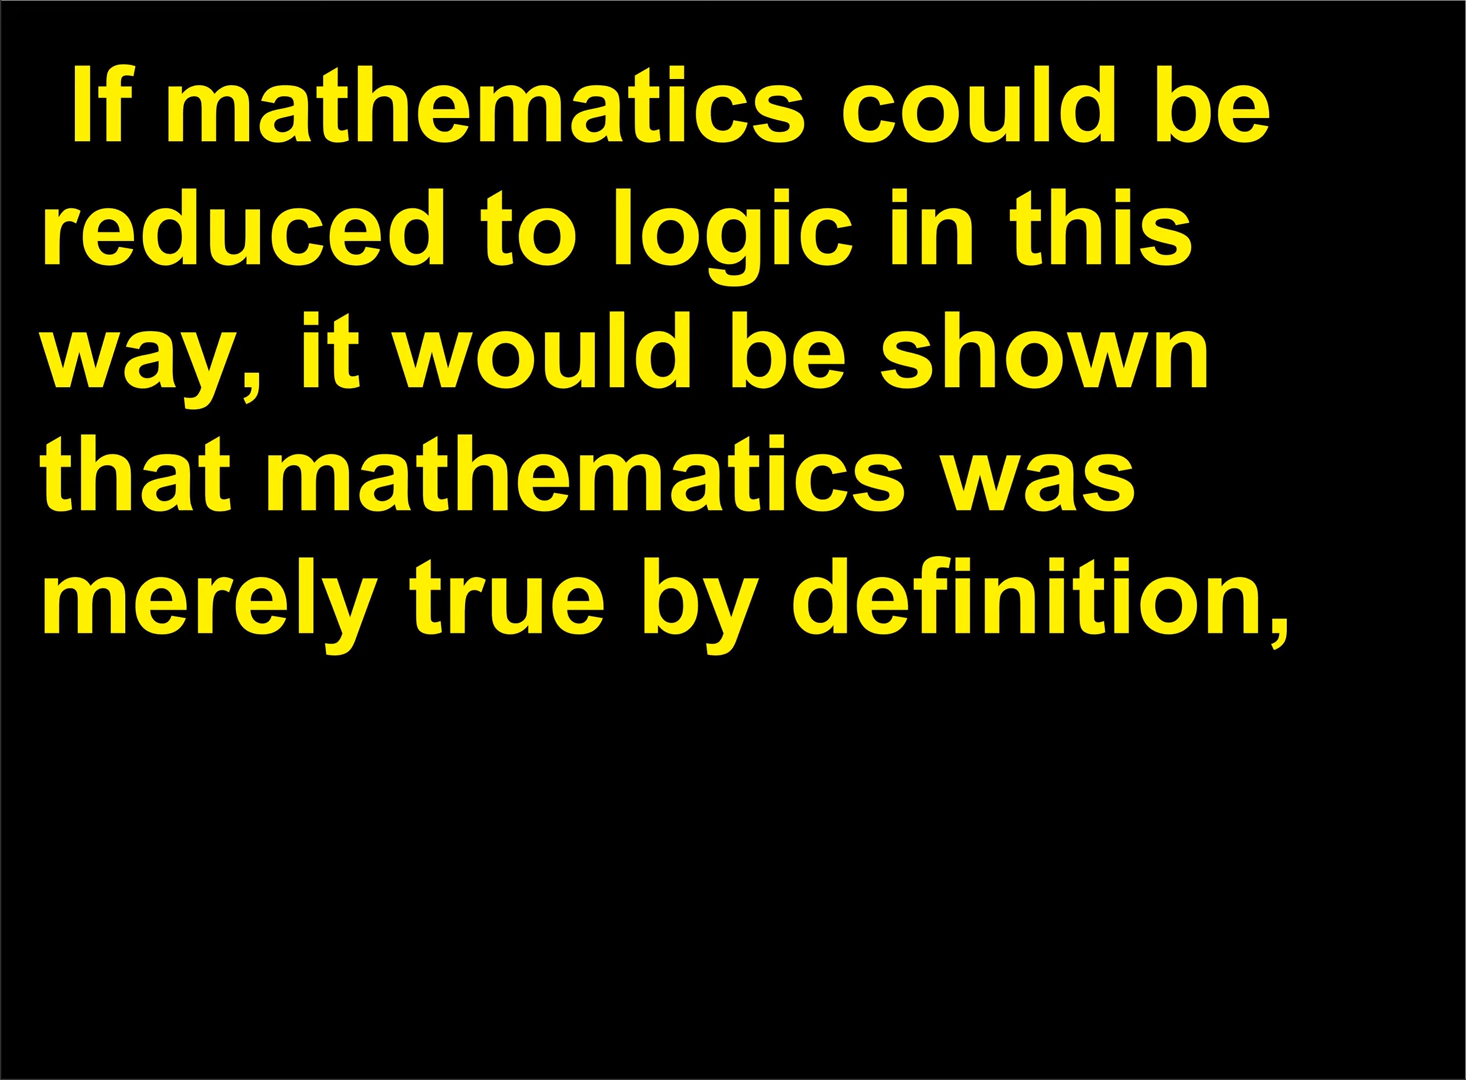 If mathematics could be
reduced to logic in this
way, it would be shown
that mathematics was
merely true by definition,